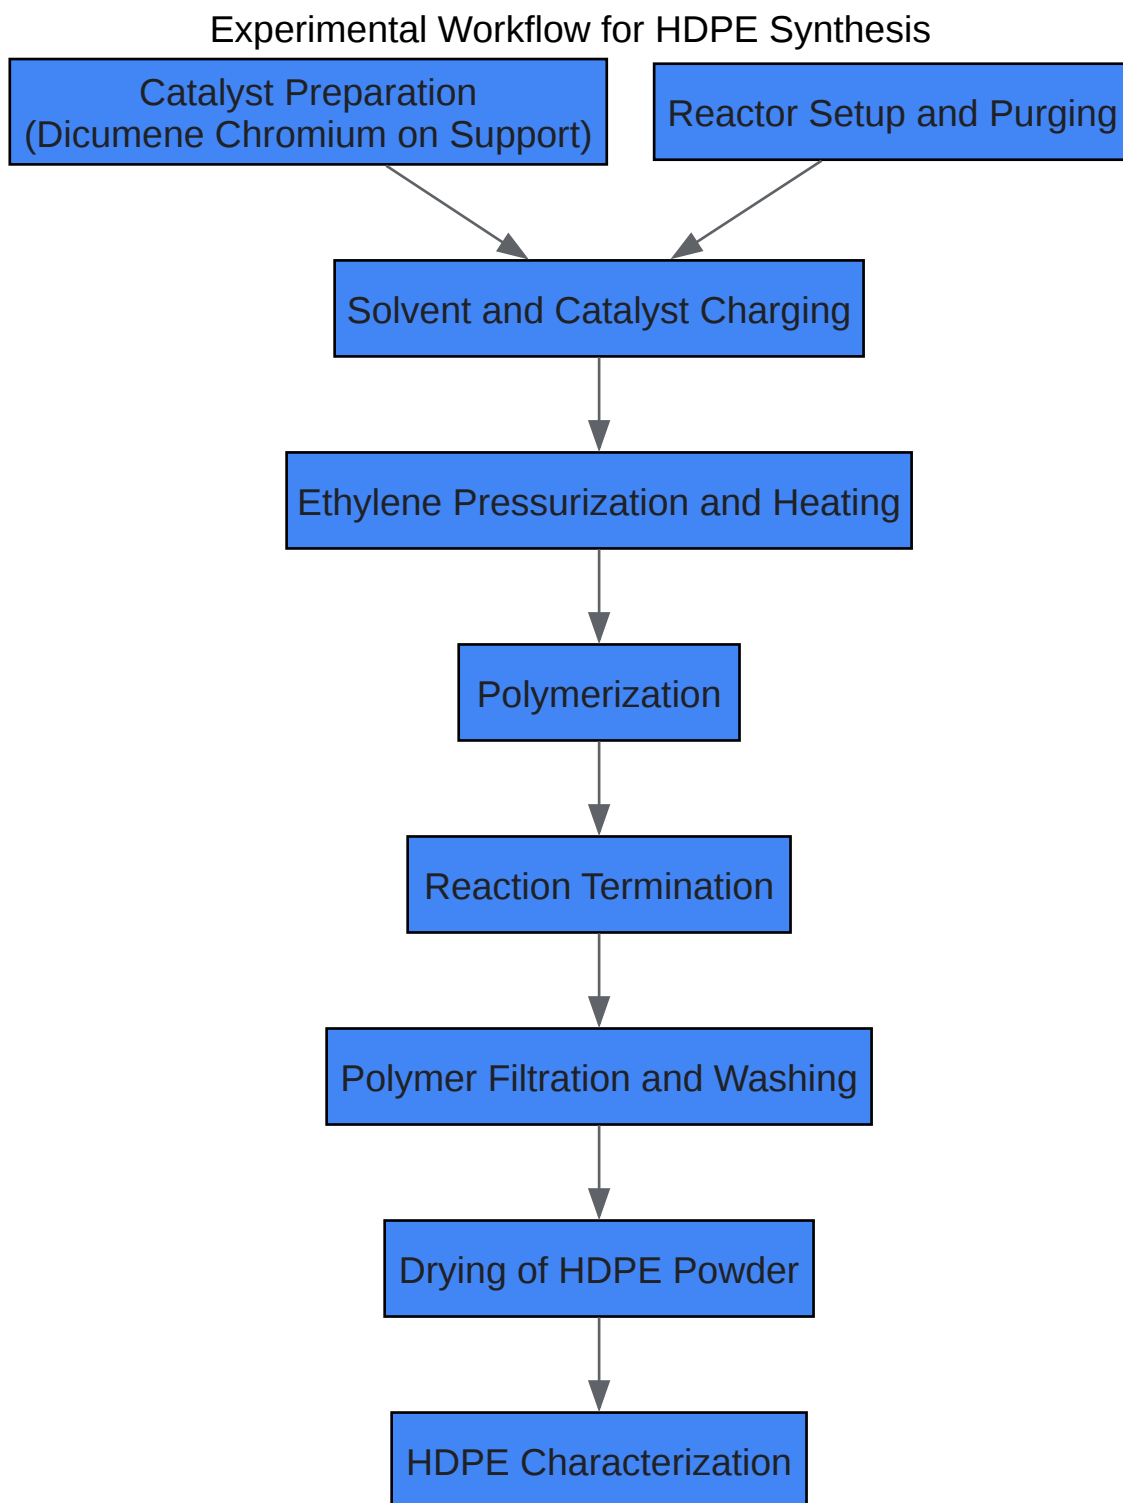 Experimental Workflow for HDPE Synthesis
Catalyst Preparation
(Dicumene Chromium on Support)
Reactor Setup and Purging
Solvent and Catalyst Charging
Ethylene Pressurization and Heating
Polymerization
Reaction Termination
Polymer Filtration and Washing
Drying of HDPE Powder
HDPE Characterization